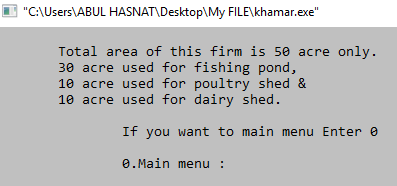 "C:\Users\ABUL HASNAT\Desktop\My FILE\khamar.exe"
Total area of this firm is 50 acre only.
30 acre used for fishing pond,
10 acre used for poultry shed &
10 acre used for dairy shed.
If you want to main menu Enter 0
0.Main menu :